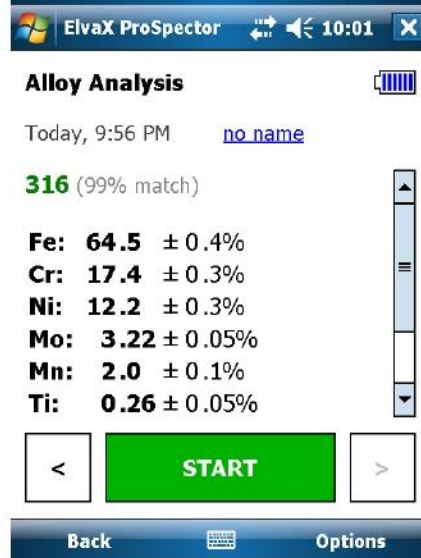 ElvaX ProSpector 10:01
Alloy Analysis
Today, 9:56 PM no name
316 (99% match)
Fe: 64.5 ± 0.4%
Cr: 17.4 ± 0.3%
Ni: 12.2 ± 0.3%
Mo: 3.22 ± 0.05%
Mn: 2.0 ± 0.1%
Ti: 0.26 ± 0.05%
< START >
Back Options